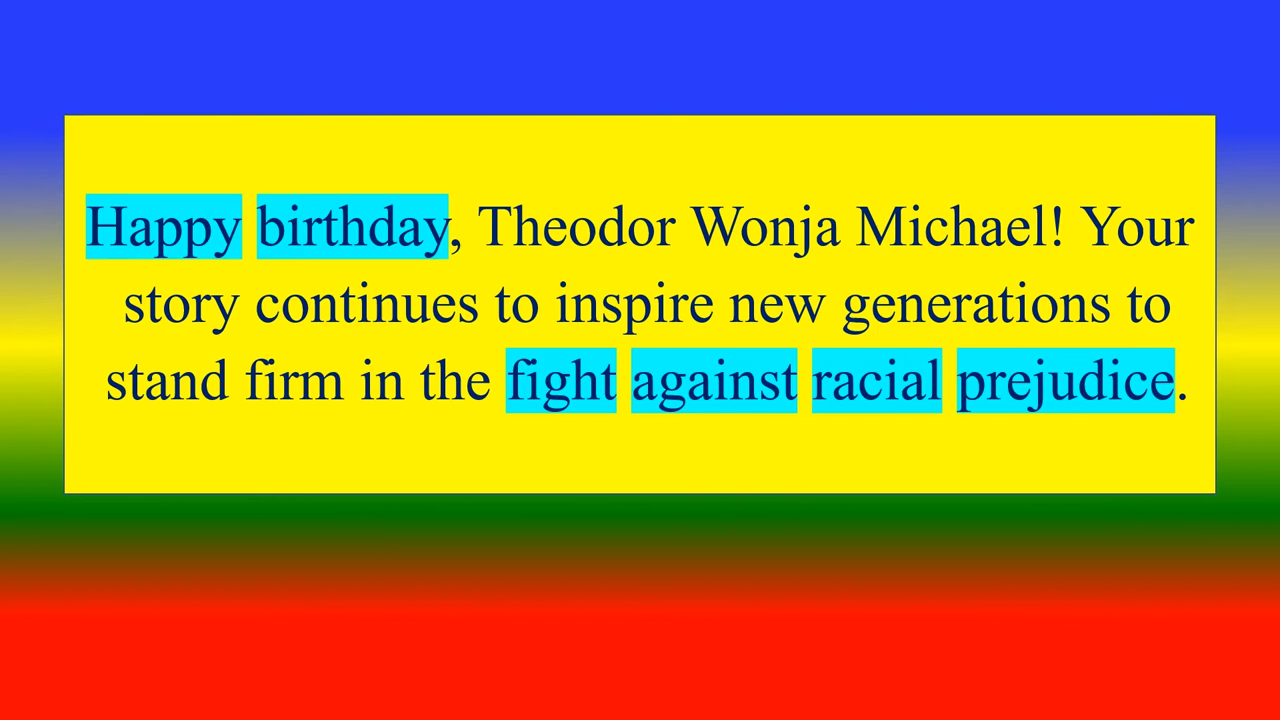 Happy birthday, Theodor Wonja Michael! Your
story continues to inspire new generations to
stand firm in the fight against racial prejudice.